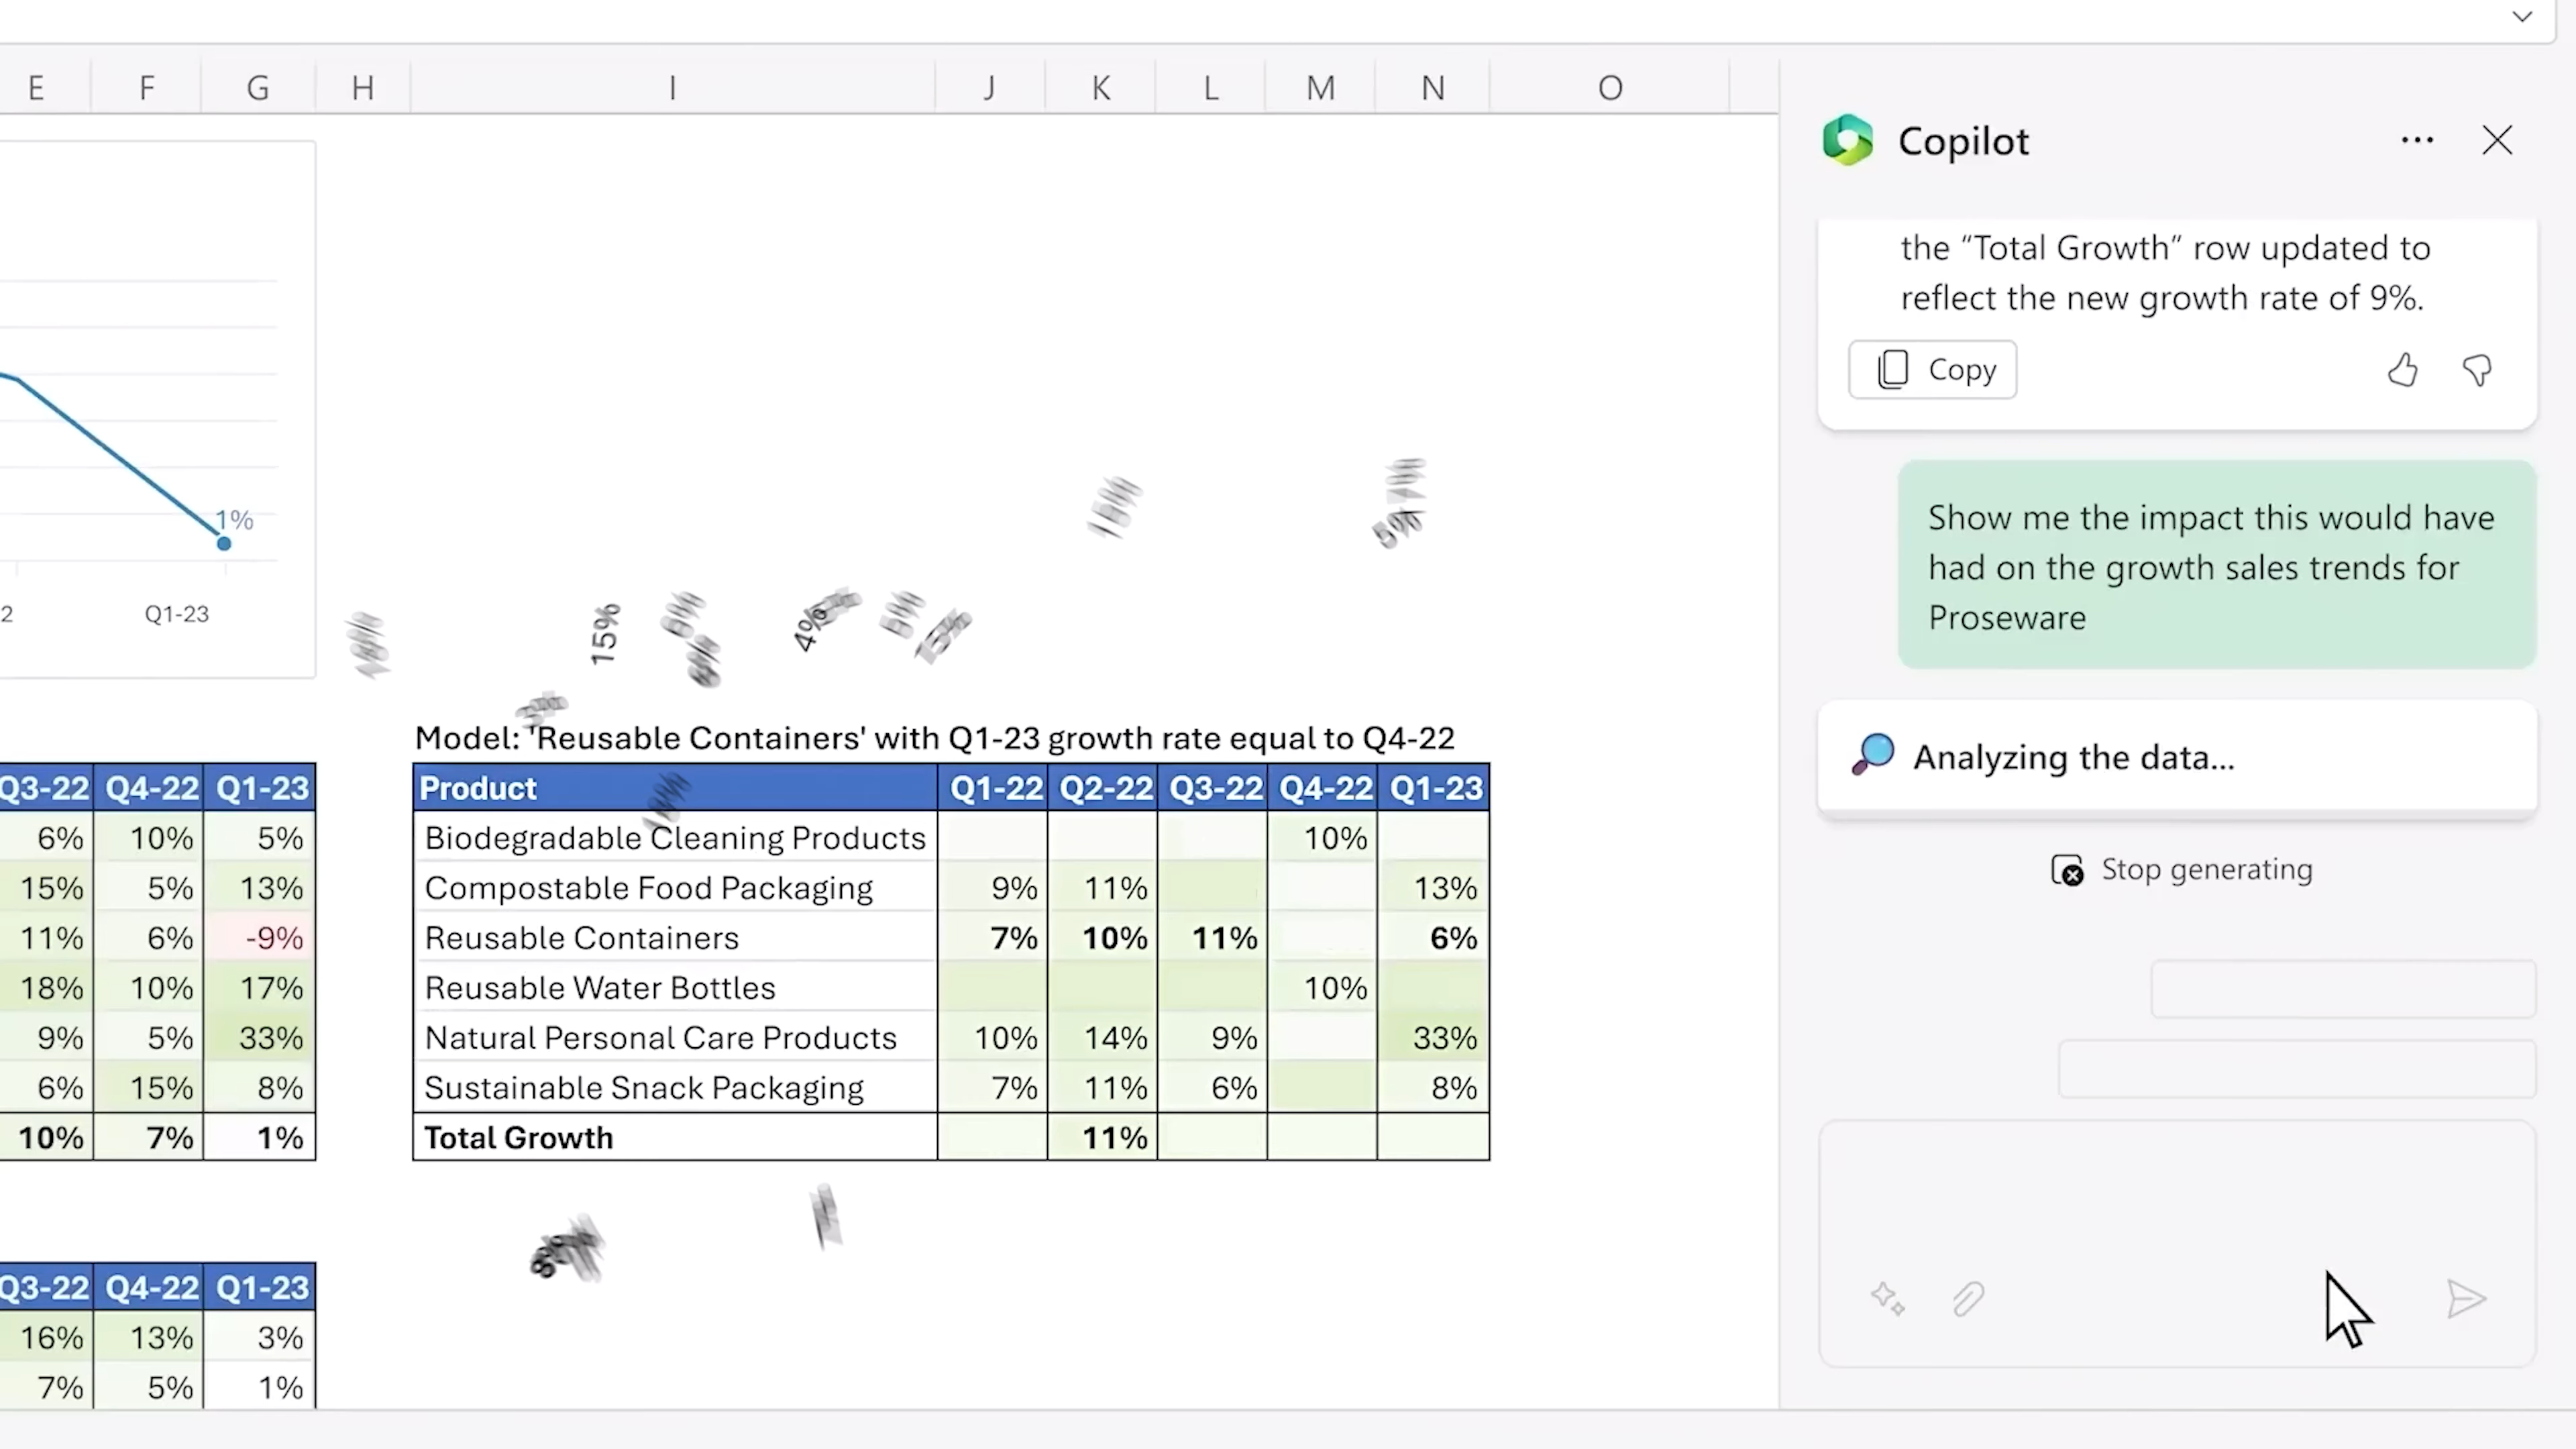 E F G H I J K L M N O
1%
2 Q1-23
15%
4%
5%
Model: 'Reusable Containers' with Q1-23 growth rate equal to Q4-22
Q3-22 Q4-22 Q1-23
6% 10% 5%
15% 5% 13%
11% 6% -9%
18% 10% 17%
9% 5% 33%
6% 15% 8%
10% 7% 1%
Product Q1-22 Q2-22 Q3-22 Q4-22 Q1-23
Biodegradable Cleaning Products 10%
Compostable Food Packaging 9% 11% 13%
Reusable Containers 7% 10% 11% 6%
Reusable Water Bottles 10%
Natural Personal Care Products 10% 14% 9% 33%
Sustainable Snack Packaging 7% 11% 6% 8%
Total Growth 11%
Q3-22 Q4-22 Q1-23
16% 13% 3%
7% 5% 1%
Copilot
the “Total Growth” row updated to
reflect the new growth rate of 9%.
Copy
Show me the impact this would have
had on the growth sales trends for
Proseware
Analyzing the data...
Stop generating